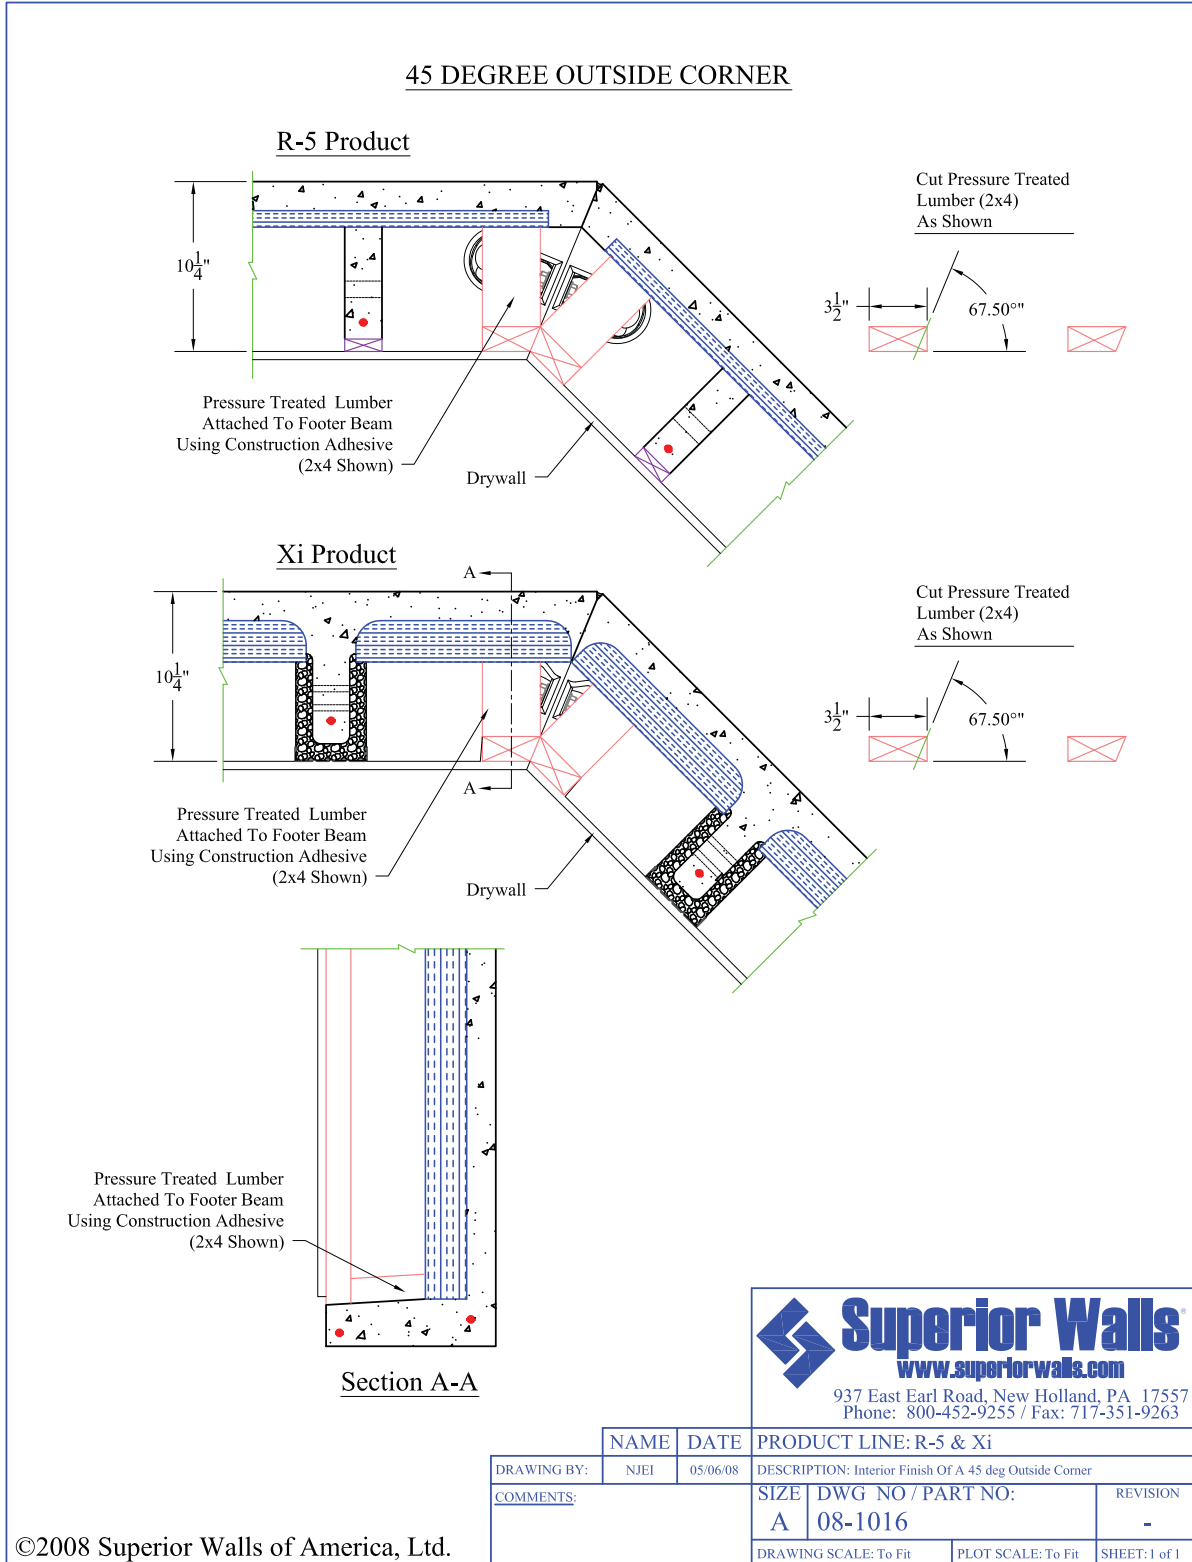 45 DEGREE OUTSIDE CORNER
R-5 Product
10 1/4"
Pressure Treated Lumber
Attached To Footer Beam
Using Construction Adhesive
(2x4 Shown)
Drywall
Cut Pressure Treated
Lumber (2x4)
As Shown
3 1/2"
67.50°"
Xi Product
A
A
10 1/4"
Pressure Treated Lumber
Attached To Footer Beam
Using Construction Adhesive
(2x4 Shown)
Drywall
Cut Pressure Treated
Lumber (2x4)
As Shown
3 1/2"
67.50°"
Pressure Treated Lumber
Attached To Footer Beam
Using Construction Adhesive
(2x4 Shown)
Section A-A
Superior Walls®
www.superiorwalls.com
937 East Earl Road, New Holland, PA 17557
Phone: 800-452-9255 / Fax: 717-351-9263
NAME DATE PRODUCT LINE: R-5 & Xi
DRAWING BY: NJEI 05/06/08 DESCRIPTION: Interior Finish Of A 45 deg Outside Corner
COMMENTS:
SIZE DWG NO / PART NO: REVISION
A 08-1016 -
DRAWING SCALE: To Fit PLOT SCALE: To Fit SHEET: 1 of 1
©2008 Superior Walls of America, Ltd.